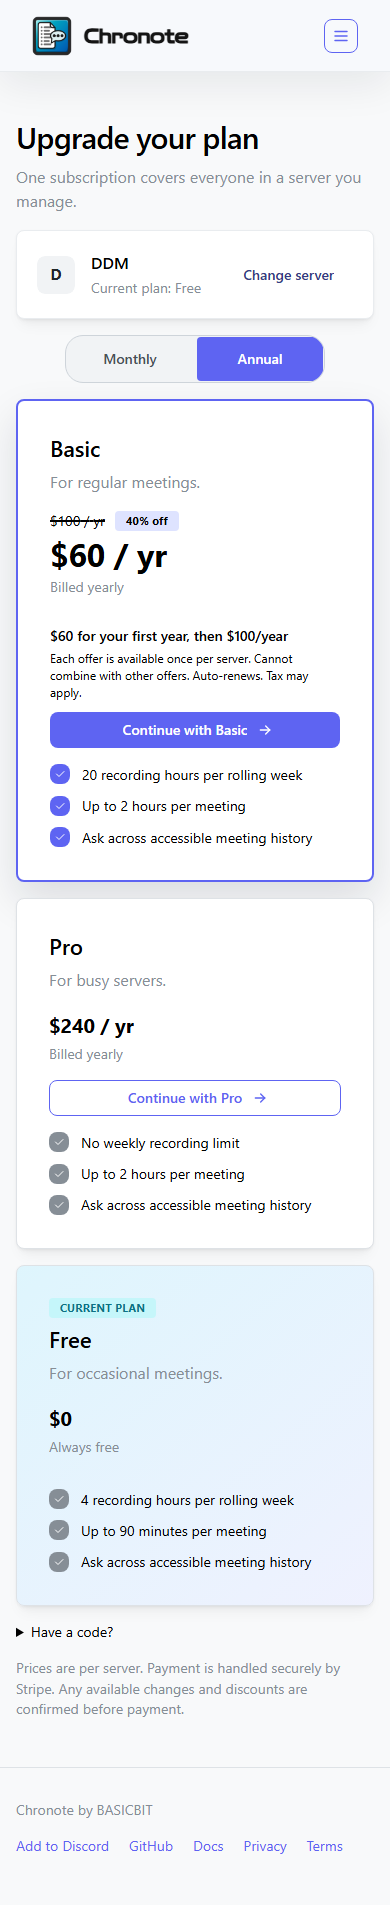 Chronote
Upgrade your plan
One subscription covers everyone in a server you
manage.
D
DDM
Current plan: Free
Change server
Monthly
Annual
Basic
For regular meetings.
$100 / yr
40% off
$60 / yr
Billed yearly
$60 for your first year, then $100/year
Each offer is available once per server. Cannot
combine with other offers. Auto-renews. Tax may
apply.
Continue with Basic →
20 recording hours per rolling week
Up to 2 hours per meeting
Ask across accessible meeting history
Pro
For busy servers.
$240 / yr
Billed yearly
Continue with Pro →
No weekly recording limit
Up to 2 hours per meeting
Ask across accessible meeting history
CURRENT PLAN
Free
For occasional meetings.
$0
Always free
4 recording hours per rolling week
Up to 90 minutes per meeting
Ask across accessible meeting history
Have a code?
Prices are per server. Payment is handled securely by
Stripe. Any available changes and discounts are
confirmed before payment.
Chronote by BASICBIT
Add to Discord GitHub Docs Privacy Terms